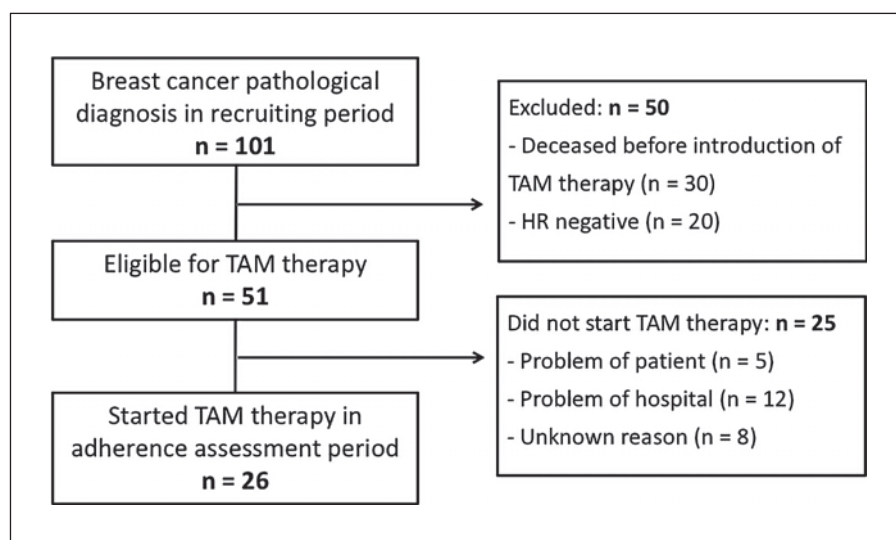 Breast cancer pathological
diagnosis in recruiting period
n = 101
Excluded: n = 50
- Deceased before introduction of
TAM therapy (n = 30)
- HR negative (n = 20)
Eligible for TAM therapy
n = 51
Did not start TAM therapy: n = 25
- Problem of patient (n = 5)
- Problem of hospital (n = 12)
- Unknown reason (n = 8)
Started TAM therapy in
adherence assessment period
n = 26